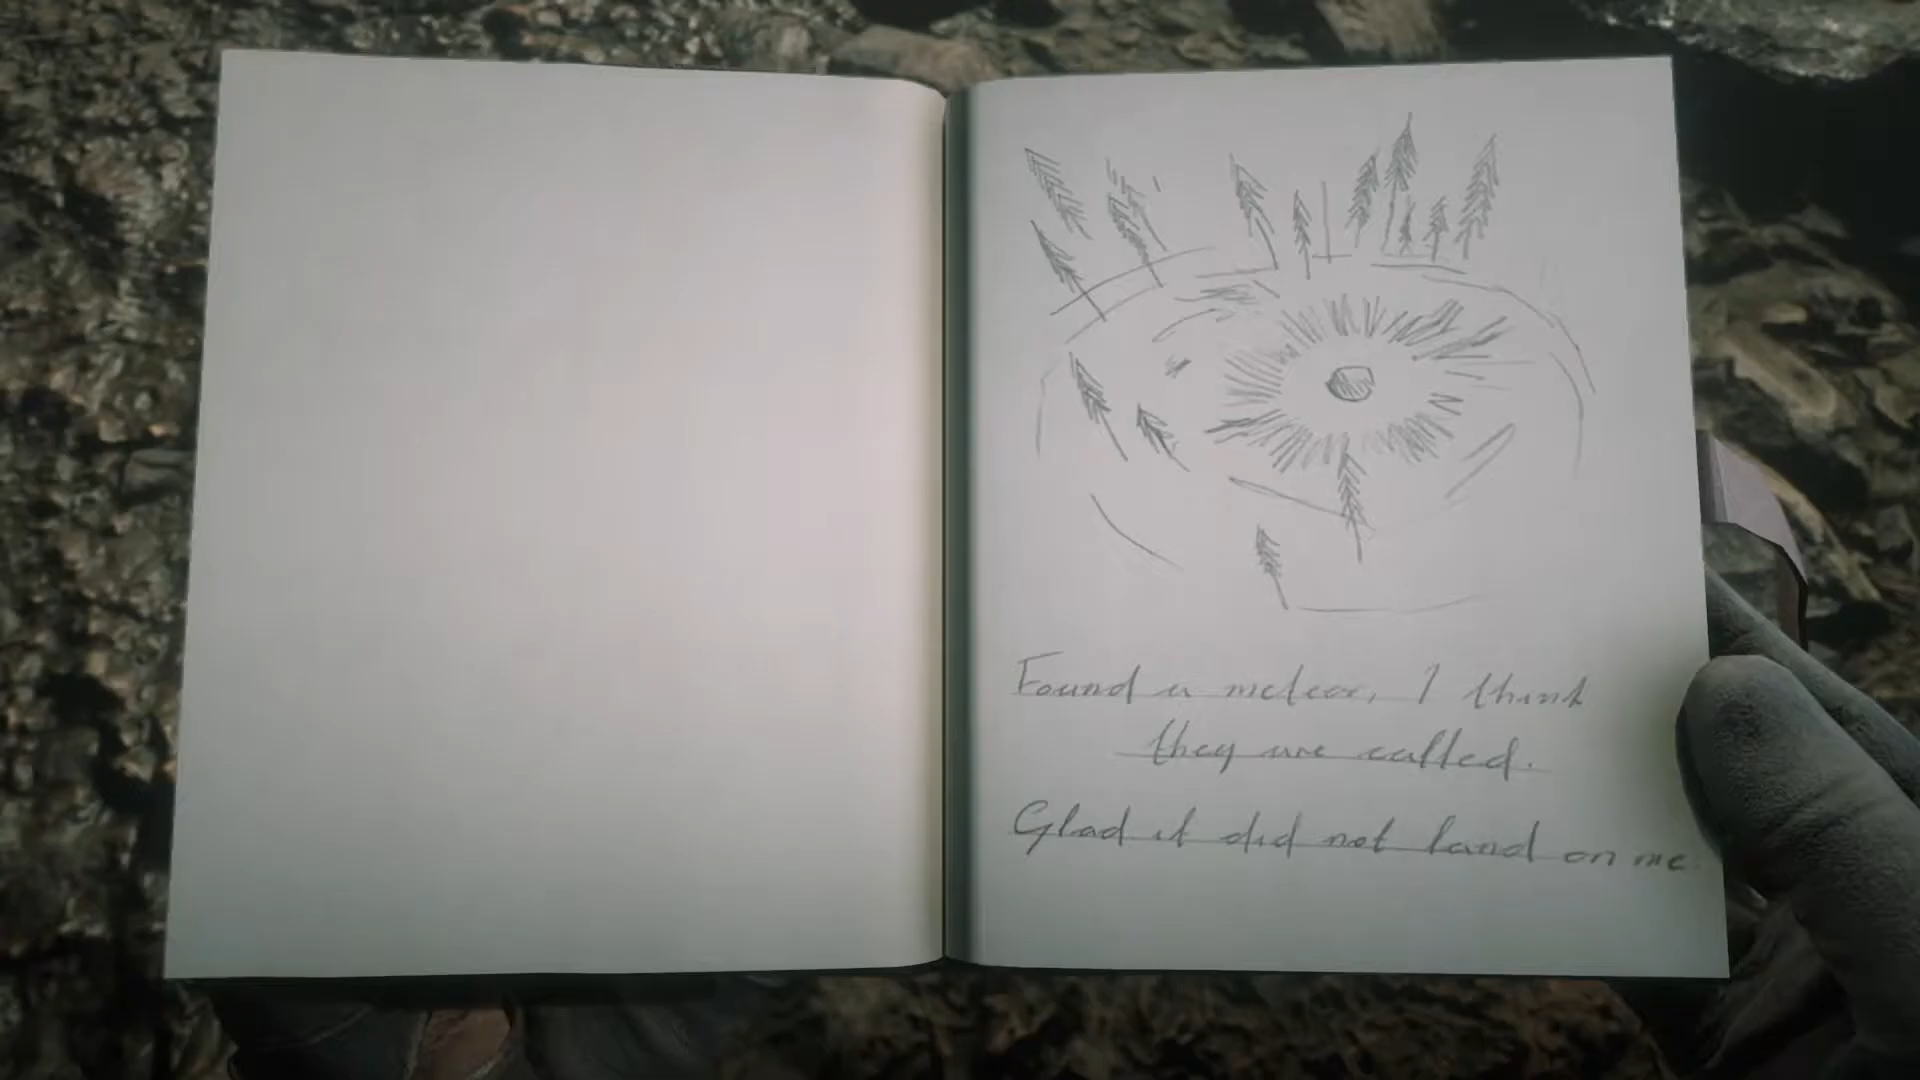 Found a meteor, I think
they are called.
Glad it did not land on me